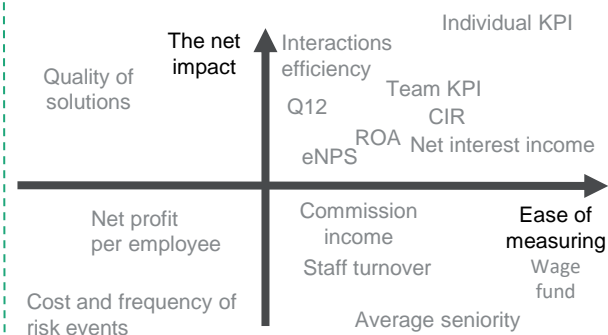 Individual KPI
The net
impact
Interactions
efficiency
Quality of
solutions
Team KPI
Q12
CIR
ROA
Net interest income
eNPS
Net profit
per employee
Commission
income
Ease of
measuring
Staff turnover
Wage
fund
Cost and frequency of
risk events
Average seniority